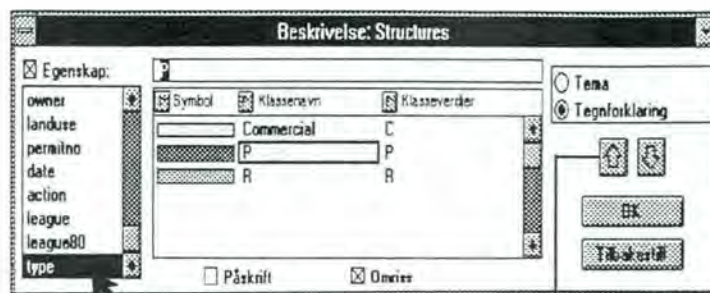 Beskrivelse: Structures
Egenskap:
P
Tema
Tegnforklaring
owner
landuse
permitno
date
action
league
league80
type
Symbol Klassenavn Klasseverdier
Commercial C
P P
R R
OK
Tilbakestill
Påskrift Omriss